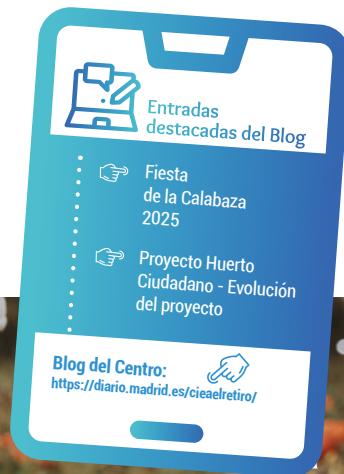 Entradas
destacadas del Blog
Fiesta
de la Calabaza
2025
Proyecto Huerto
Ciudadano - Evolución
del proyecto
Blog del Centro:
https://diario.madrid.es/cieaelretiro/